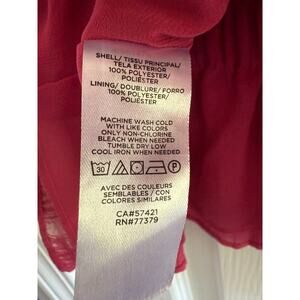 SHELL/ TISSU PRINCIPAL/
TELA EXTERIOR
100% POLYESTER/
POLIÉSTER
LINING/ DOUBLURE/ FORRO
100% POLYESTER/
POLIÉSTER
MACHINE WASH COLD
WITH LIKE COLORS
ONLY NON-CHLORINE
BLEACH WHEN NEEDED
TUMBLE DRY LOW
COOL IRON WHEN NEEDED
30 P
AVEC DES COULEURS
SEMBLABLES / CON
COLORES SIMILARES
CA#57421
RN#77379